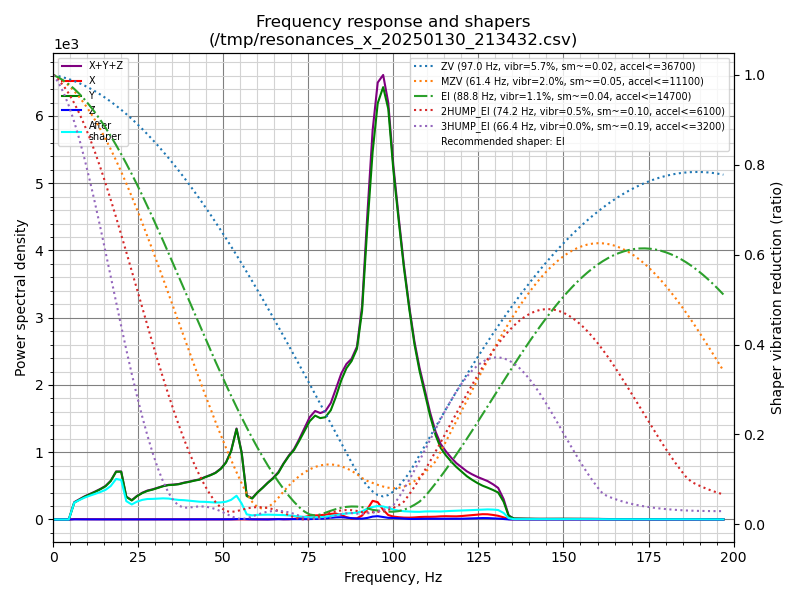 Frequency response and shapers
(/tmp/resonances_x_20250130_213432.csv)
1e3
X+Y+Z
X
Y
Z
After
shaper
ZV (97.0 Hz, vibr=5.7%, sm~=0.02, accel<=36700)
MZV (61.4 Hz, vibr=2.0%, sm~=0.05, accel<=11100)
EI (88.8 Hz, vibr=1.1%, sm~=0.04, accel<=14700)
2HUMP_EI (74.2 Hz, vibr=0.5%, sm~=0.10, accel<=6100)
3HUMP_EI (66.4 Hz, vibr=0.0%, sm~=0.19, accel<=3200)
Recommended shaper: EI
Power spectral density
6
5
4
3
2
1
0
1.0
0.8
0.6
0.4
0.2
0.0
Shaper vibration reduction (ratio)
0 25 50 75 100 125 150 175 200
Frequency, Hz